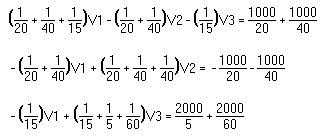 (1/20 + 1/40 + 1/15)V1 - (1/20 + 1/40)V2 - (1/15)V3 = 1000/20 + 1000/40
-(1/20 + 1/40)V1 + (1/20 + 1/40 + 1/40)V2 = -1000/20 - 1000/40
-(1/15)V1 + (1/15 + 1/5 + 1/60)V3 = 2000/5 + 2000/60